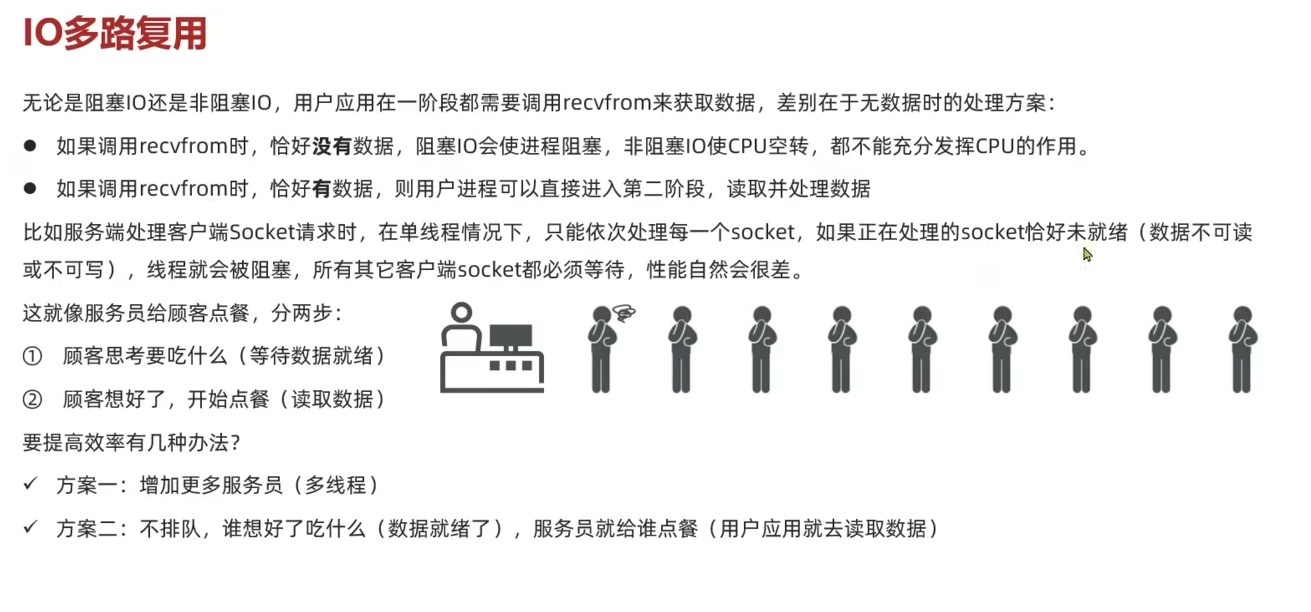 IO多路复用
无论是阻塞IO还是非阻塞IO，用户应用在一阶段都需要调用recvfrom来获取数据，差别在于无数据时的处理方案：
● 如果调用recvfrom时，恰好没有数据，阻塞IO会使进程阻塞，非阻塞IO使CPU空转，都不能充分发挥CPU的作用。
● 如果调用recvfrom时，恰好有数据，则用户进程可以直接进入第二阶段，读取并处理数据
比如服务端处理客户端Socket请求时，在单线程情况下，只能依次处理每一个socket，如果正在处理的socket恰好未就绪（数据不可读
或不可写），线程就会被阻塞，所有其它客户端socket都必须等待，性能自然会很差。
这就像服务员给顾客点餐，分两步：
① 顾客思考要吃什么（等待数据就绪）
② 顾客想好了，开始点餐（读取数据）
要提高效率有几种办法？
✓ 方案一：增加更多服务员（多线程）
✓ 方案二：不排队，谁想好了吃什么（数据就绪了），服务员就给谁点餐（用户应用就去读取数据）